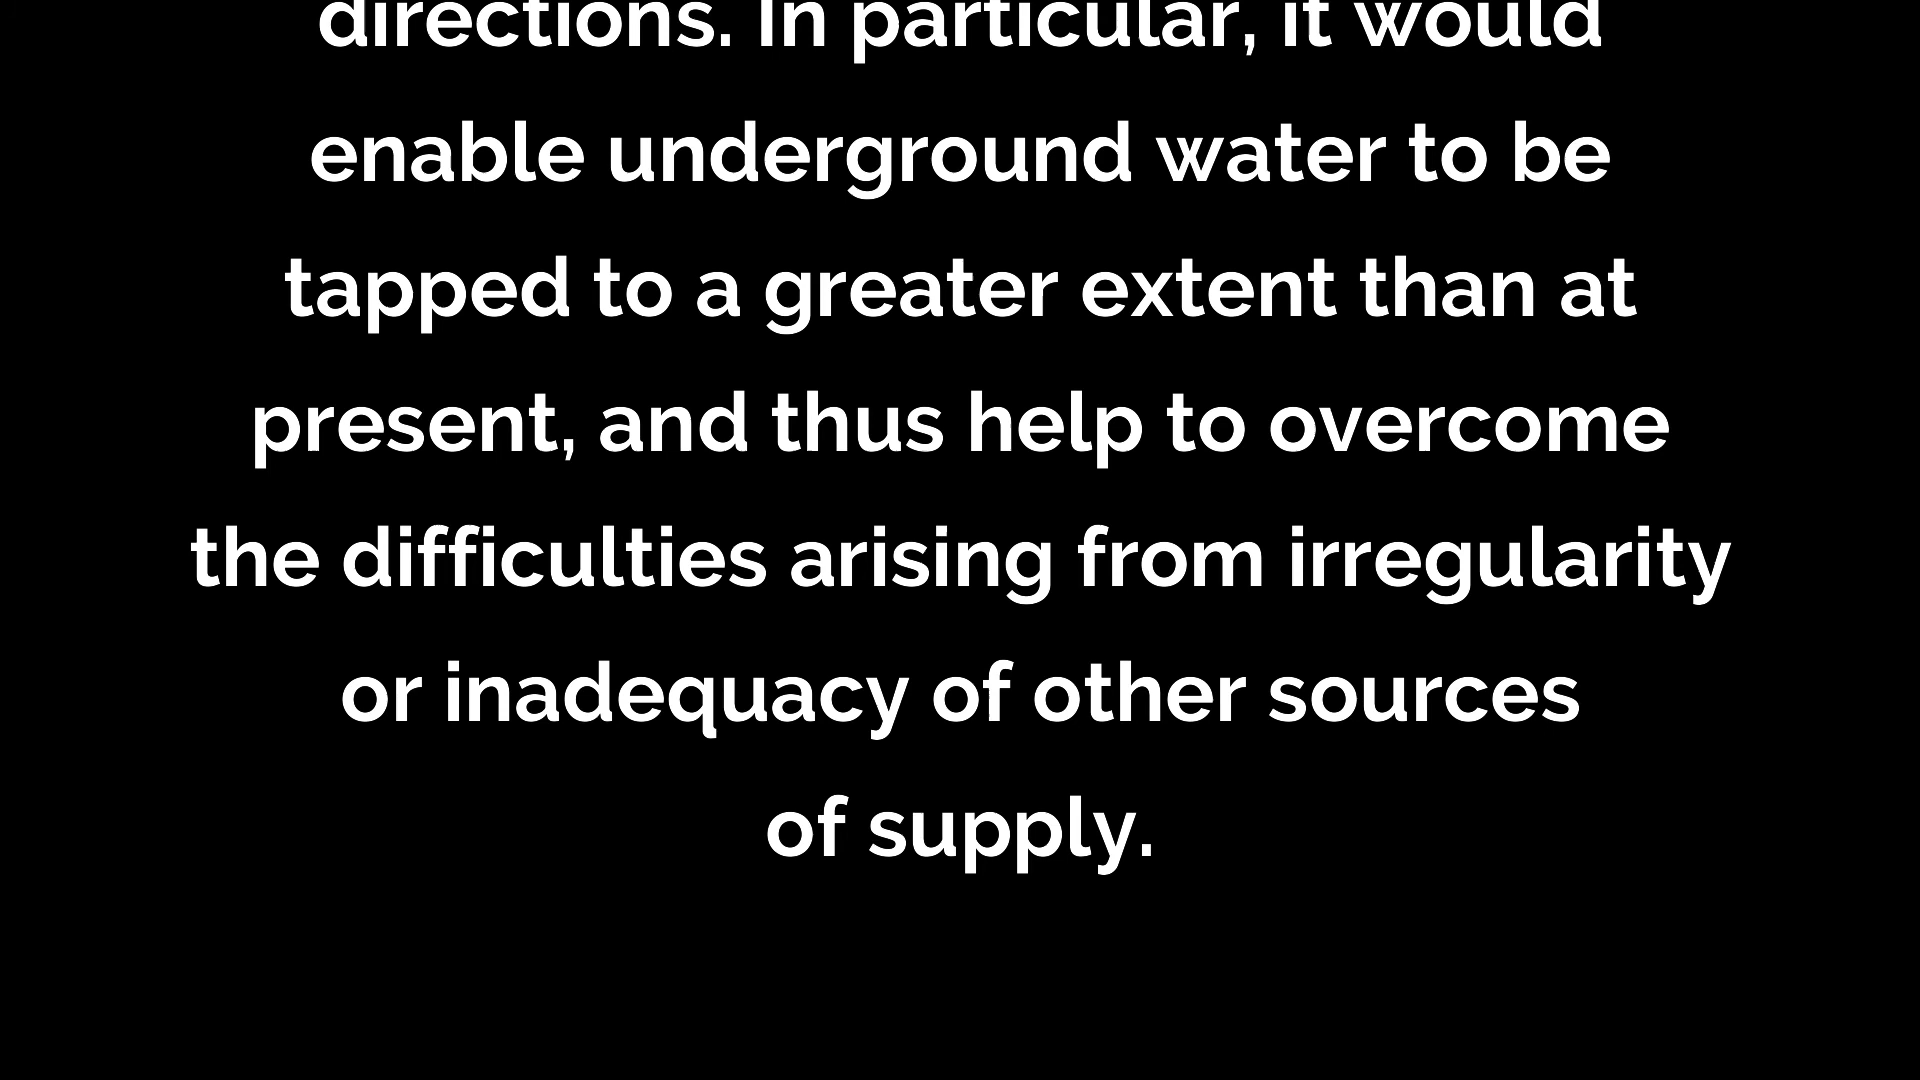 directions. In particular, it would
enable underground water to be
tapped to a greater extent than at
present, and thus help to overcome
the difficulties arising from irregularity
or inadequacy of other sources
of supply.